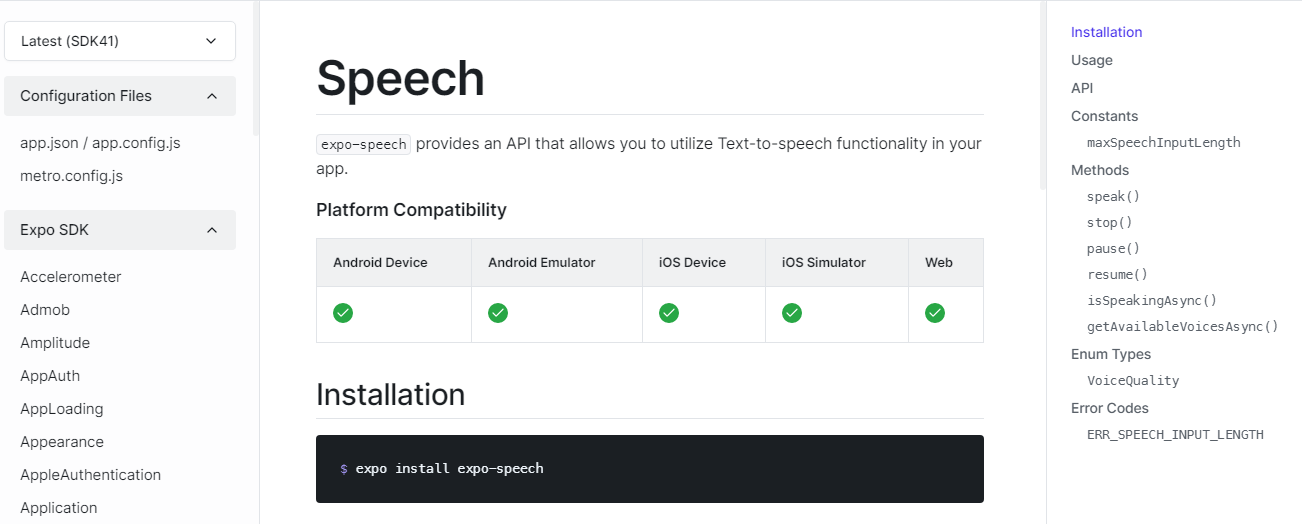 Latest (SDK41)
Configuration Files
app.json / app.config.js
metro.config.js
Expo SDK
Accelerometer
Admob
Amplitude
AppAuth
AppLoading
Appearance
AppleAuthentication
Application
Speech
expo-speech provides an API that allows you to utilize Text-to-speech functionality in your
app.
Platform Compatibility
Android Device Android Emulator iOS Device iOS Simulator Web
Installation
$ expo install expo-speech
Installation
Usage
API
Constants
maxSpeechInputLength
Methods
speak()
stop()
pause()
resume()
isSpeakingAsync()
getAvailableVoicesAsync()
Enum Types
VoiceQuality
Error Codes
ERR_SPEECH_INPUT_LENGTH